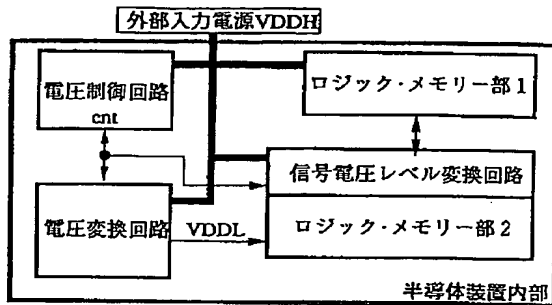 外部入力電源VDDH
電圧制御回路
cnt
ロジック・メモリー部1
信号電圧レベル変換回路
電圧変換回路
VDDL
ロジック・メモリー部2
半導体装置内部